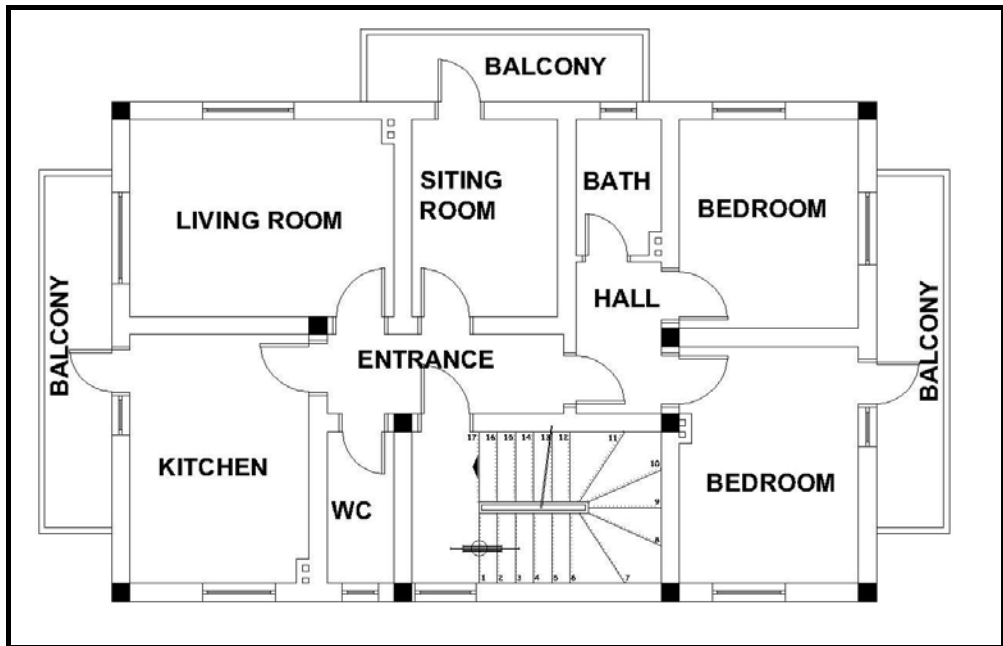 BALCONY
SITING
ROOM
BATH
BEDROOM
LIVING ROOM
BALCONY
HALL
BALCONY
ENTRANCE
KITCHEN
WC
BEDROOM
17 16 15 14 13 12 11
10
9
8
1 2 3 4 5 6 7